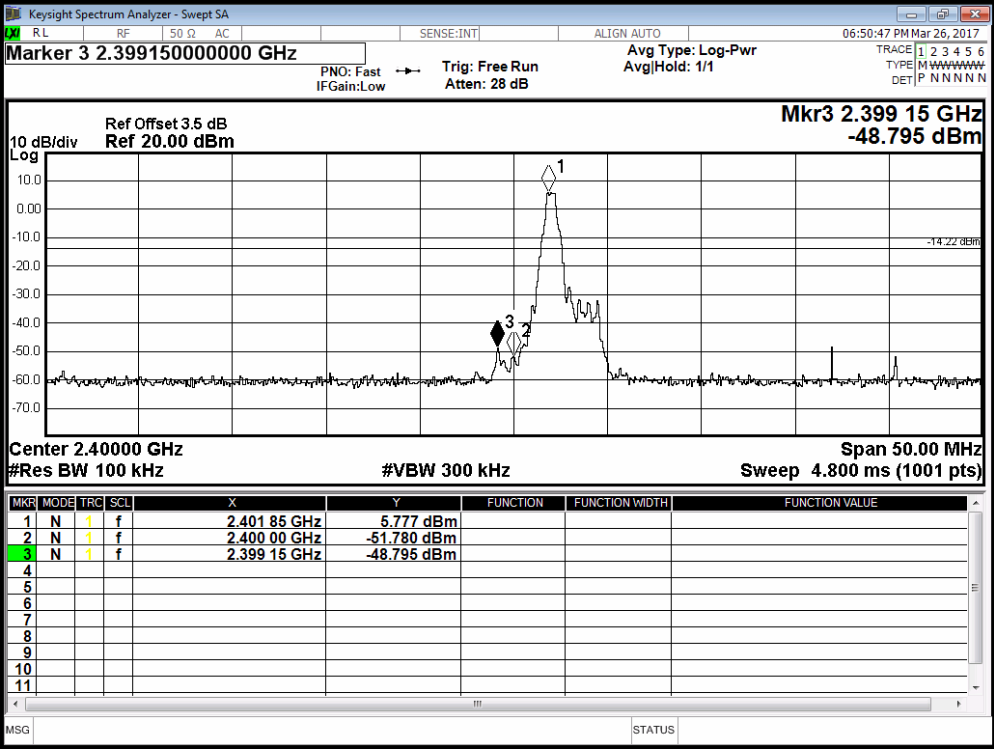 Keysight Spectrum Analyzer - Swept SA
LXI RL RF 50 Ω AC SENSE:INT ALIGN AUTO 06:50:47 PM Mar 26, 2017
Marker 3 2.399150000000 GHz
PNO: Fast
IFGain:Low
Trig: Free Run
Atten: 28 dB
Avg Type: Log-Pwr
Avg|Hold: 1/1
TRACE 1 2 3 4 5 6
TYPE M WWWWW
DET P N N N N N
Mkr3 2.399 15 GHz
-48.795 dBm
Ref Offset 3.5 dB
10 dB/div Ref 20.00 dBm
Log
1
10.0
0.00
-10.0
-14.22 dBm
-20.0
-30.0
-40.0
3
2
-50.0
-60.0
-70.0
Center 2.40000 GHz Span 50.00 MHz
#Res BW 100 kHz #VBW 300 kHz Sweep 4.800 ms (1001 pts)
MKR MODE TRC SCL X Y FUNCTION FUNCTION WIDTH FUNCTION VALUE
1 N 1 f 2.401 85 GHz 5.777 dBm
2 N 1 f 2.400 00 GHz -51.780 dBm
3 N 1 f 2.399 15 GHz -48.795 dBm
4
5
6
7
8
9
10
11
MSG STATUS